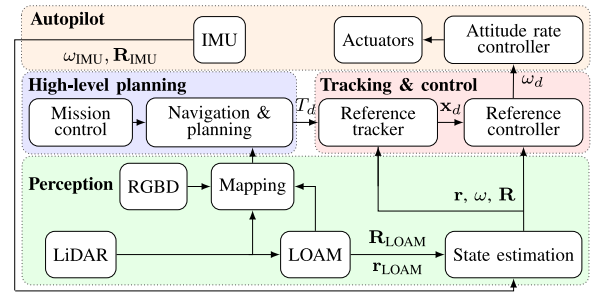 Autopilot
IMU
Actuators
Attitude rate
controller
ω_IMU, R_IMU
ω_d
High-level planning
Mission
control
Navigation &
planning
T_d
Tracking & control
Reference
tracker
x_d
Reference
controller
Perception
RGBD
Mapping
r, ω, R
LiDAR
LOAM
R_LOAM
r_LOAM
State estimation